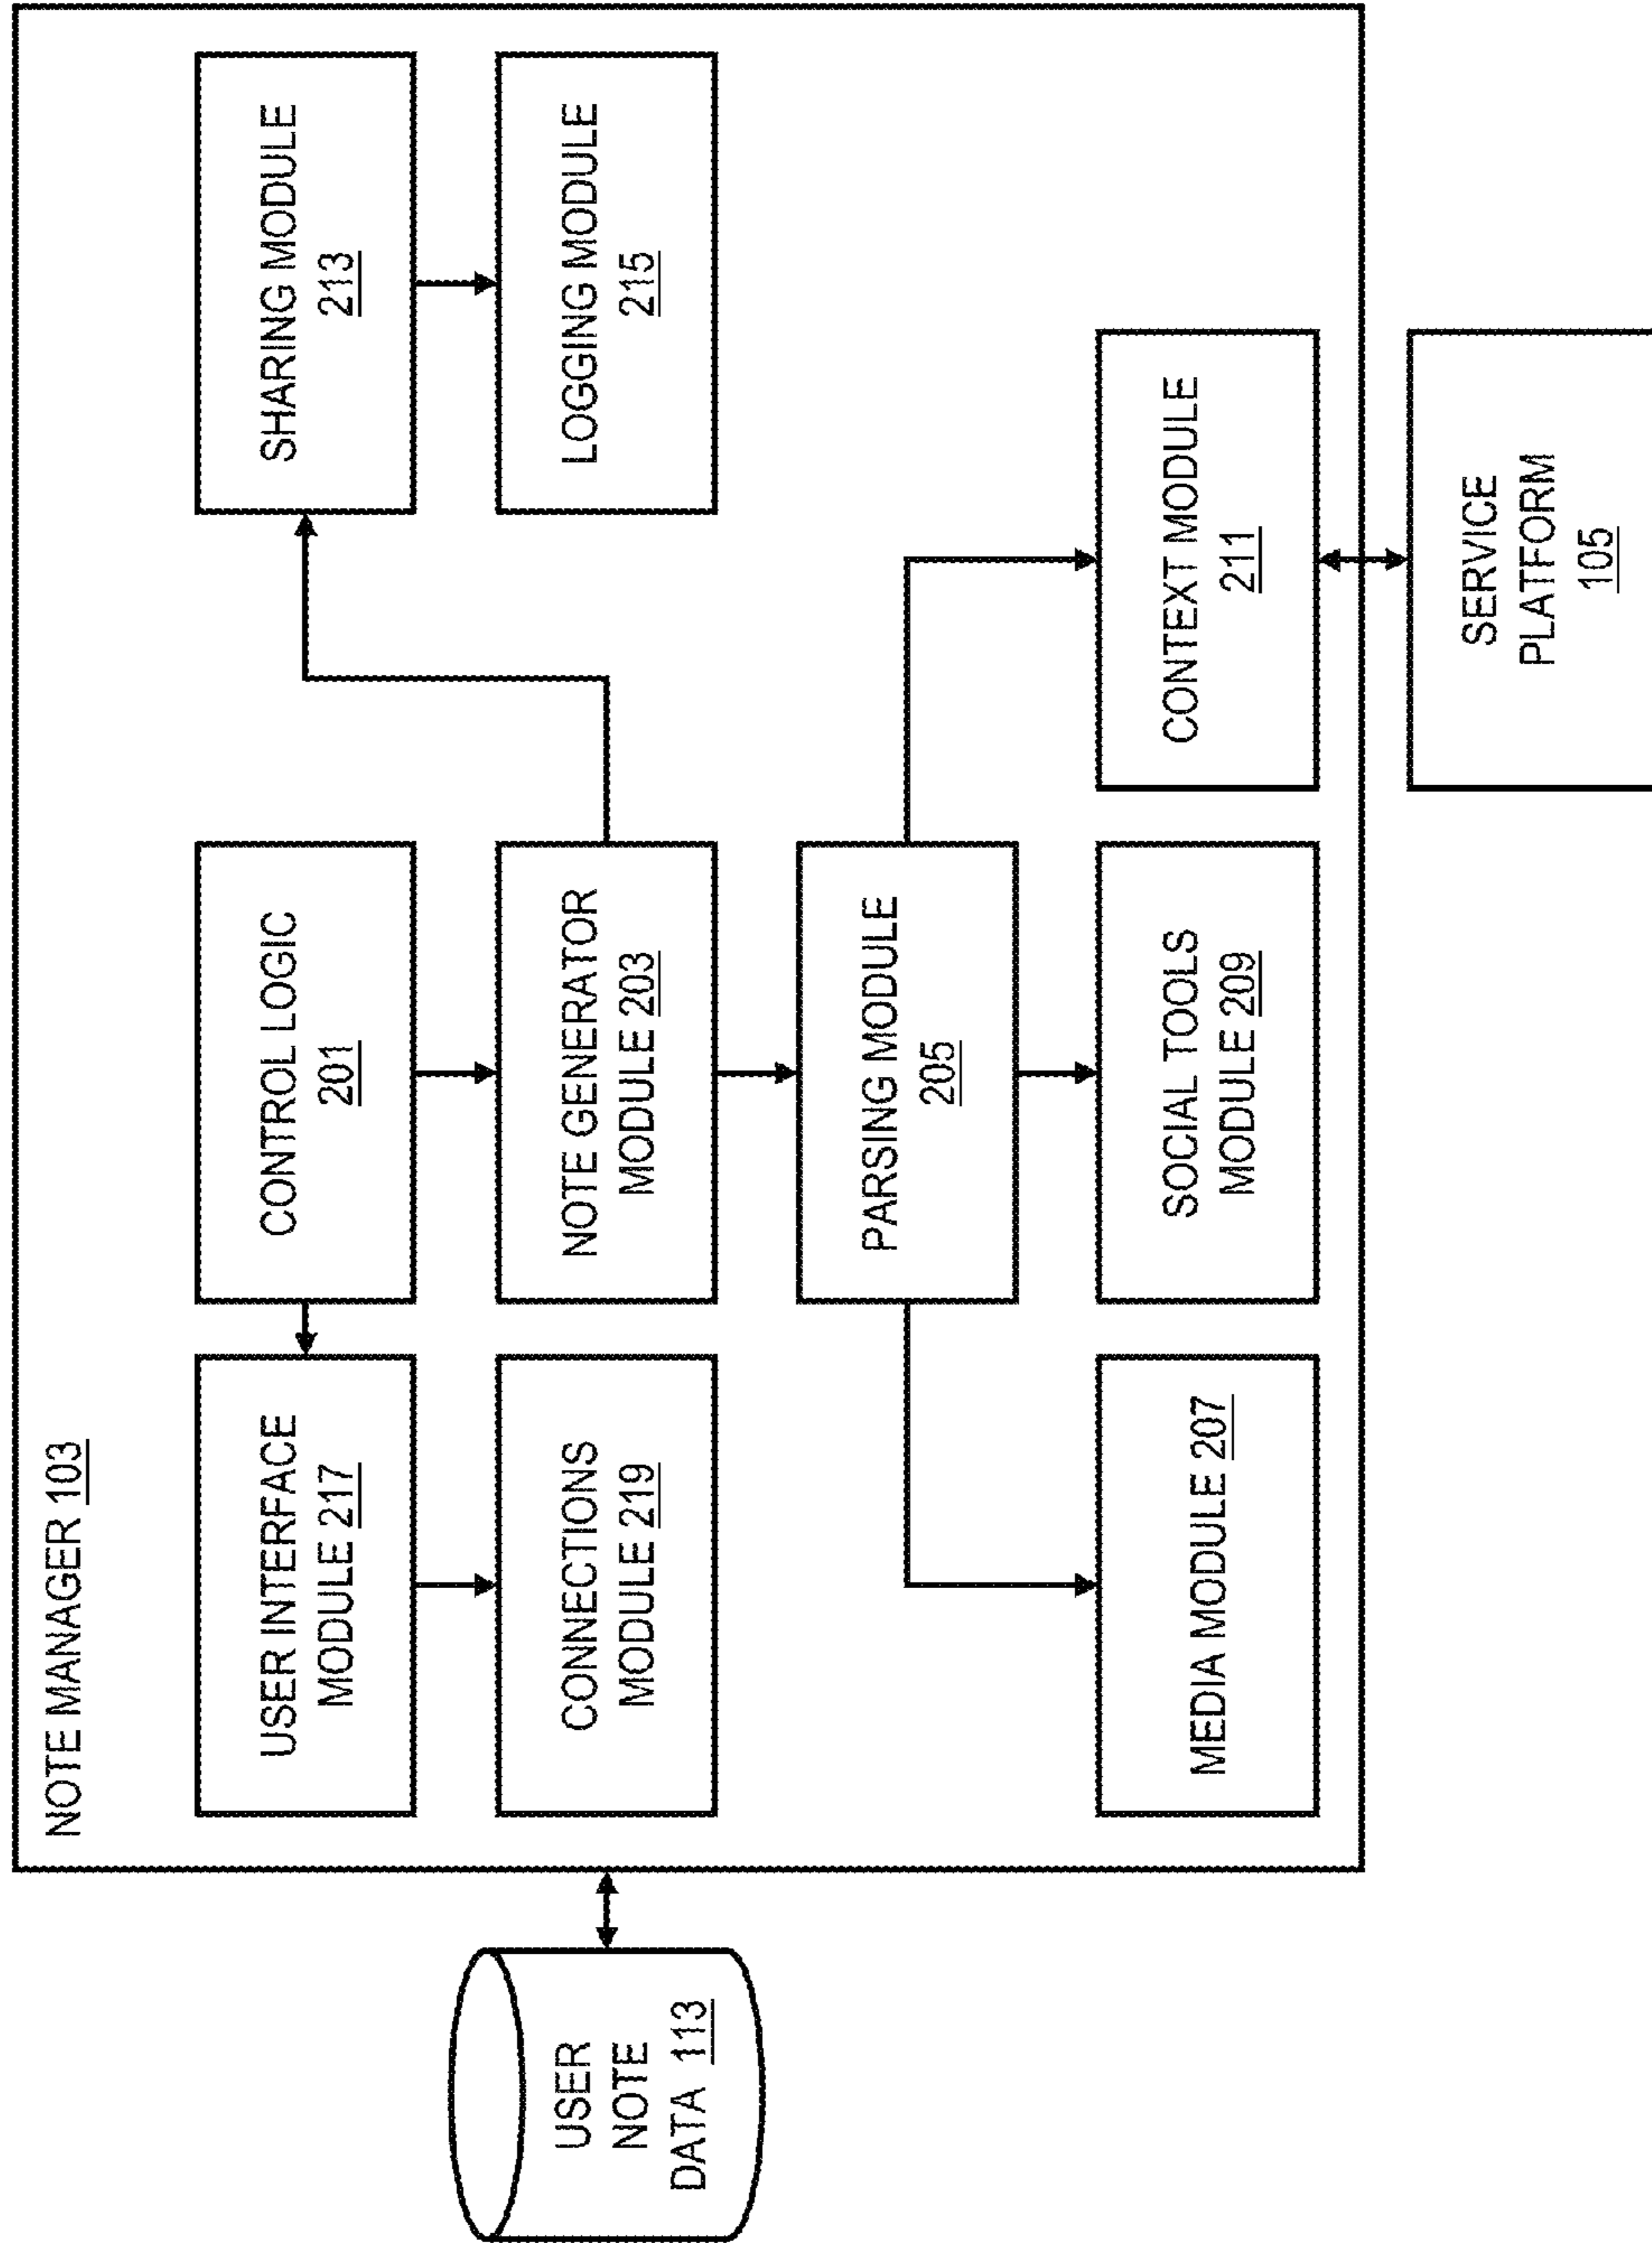 NOTE MANAGER 103
USER INTERFACE
MODULE 217
CONTROL LOGIC
201
SHARING MODULE
213
CONNECTIONS
MODULE 219
NOTE GENERATOR
MODULE 203
LOGGING MODULE
215
USER
NOTE
DATA 113
PARSING MODULE
205
MEDIA MODULE 207
SOCIAL TOOLS
MODULE 209
CONTEXT MODULE
211
SERVICE
PLATFORM
105